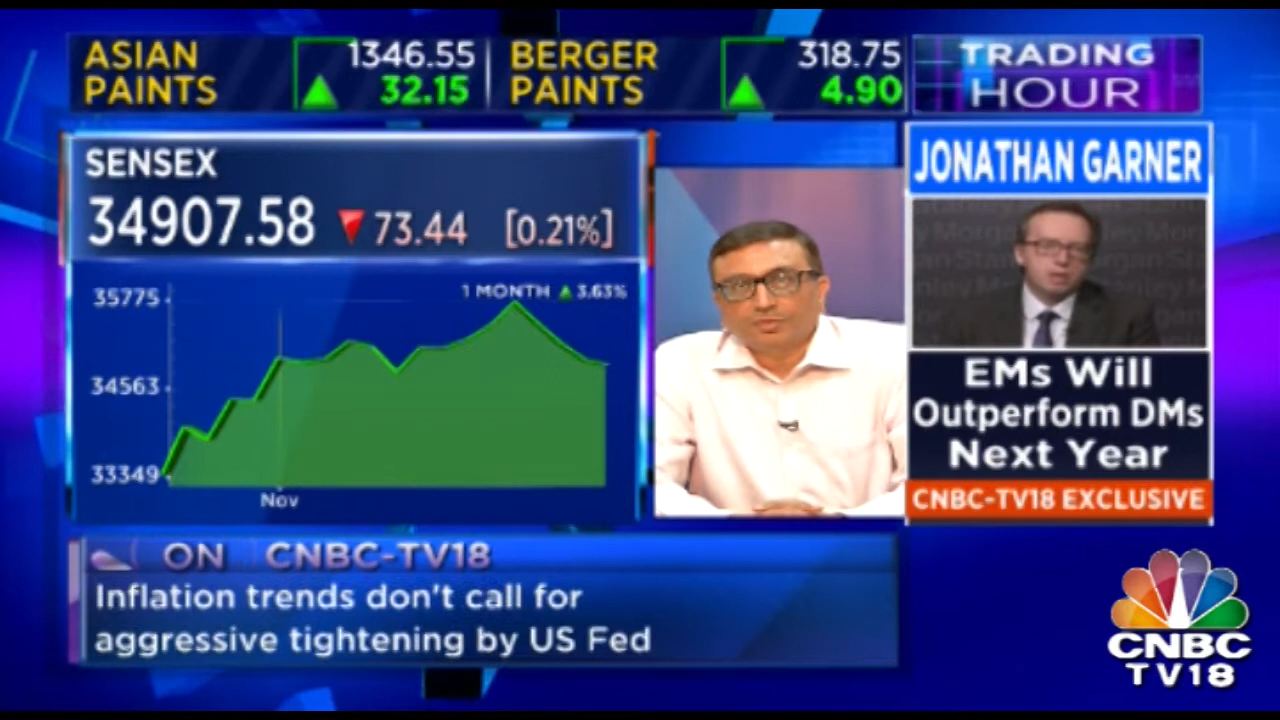 ASIAN PAINTS 1346.55 32.15
BERGER PAINTS 318.75 4.90
TRADING HOUR
SENSEX
34907.58 73.44 [0.21%]
1 MONTH 3.63%
35775
34563
33349
Nov
JONATHAN GARNER
EMs Will
Outperform DMs
Next Year
CNBC-TV18 EXCLUSIVE
ON CNBC-TV18
Inflation trends don't call for
aggressive tightening by US Fed
CNBC
TV18